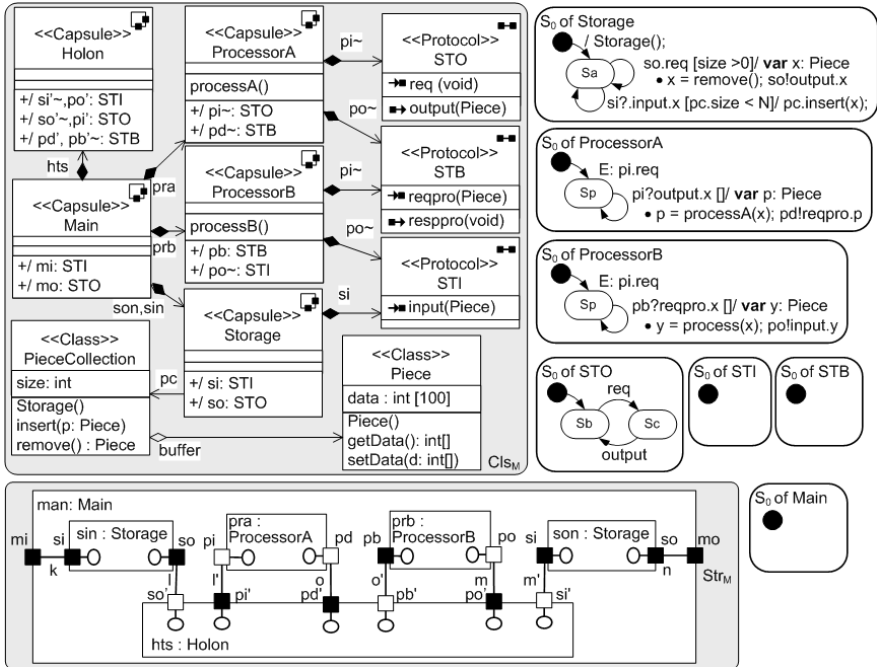 <<Capsule>>
Holon
+/ si'~,po': STI
+/ so'~,pi': STO
+/ pd', pb'~: STB
hts
<<Capsule>>
Main
+/ mi: STI
+/ mo: STO
pra
prb
son,sin
<<Capsule>>
ProcessorA
processA()
+/ pi~: STO
+/ pd~: STB
pi~
po~
<<Capsule>>
ProcessorB
processB()
+/ pb: STB
+/ po~: STI
pi~
po~
<<Capsule>>
Storage
+/ si: STI
+/ so: STO
si
pc
<<Protocol>>
STO
req (void)
output(Piece)
<<Protocol>>
STB
reqpro(Piece)
resppro(void)
<<Protocol>>
STI
input(Piece)
<<Class>>
PieceCollection
size: int
Storage()
insert(p: Piece)
remove() : Piece
buffer
<<Class>>
Piece
data : int [100]
Piece()
getData(): int[]
setData(d: int[])
ClsM
S0 of Storage
/ Storage();
Sa
so.req [size >0]/ var x: Piece
• x = remove(); so!output.x
si?.input.x [pc.size < N]/ pc.insert(x);
S0 of ProcessorA
E: pi.req
Sp
pi?output.x []/ var p: Piece
• p = processA(x); pd!reqpro.p
S0 of ProcessorB
E: pi.req
Sp
pb?reqpro.x []/ var y: Piece
• y = process(x); po!input.y
S0 of STO
req
Sb
Sc
output
S0 of STI
S0 of STB
S0 of Main
man: Main
mi
si
sin : Storage
so
pi
pra :
ProcessorA
pd
pb
prb :
ProcessorB
po
si
son : Storage
so
mo
k
l
l'
o
o'
m
m'
n
StrM
so'
pi'
pd'
pb'
po'
si'
hts : Holon